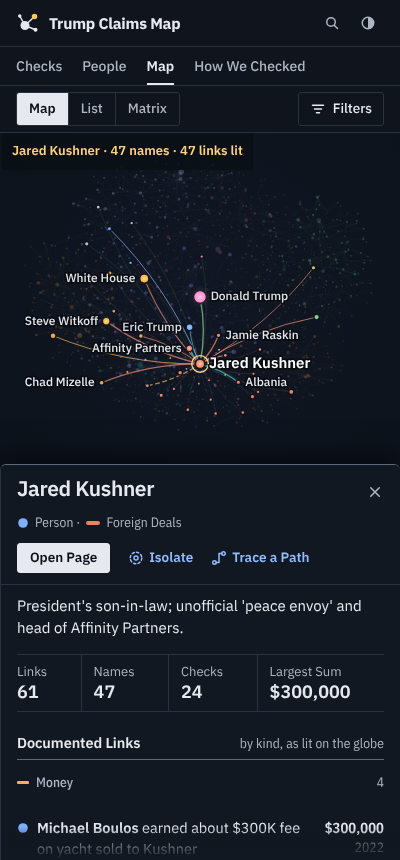 Trump Claims Map
Checks People Map How We Checked
Map List Matrix Filters
Jared Kushner · 47 names · 47 links lit
White House
Donald Trump
Steve Witkoff
Eric Trump
Jamie Raskin
Affinity Partners
Jared Kushner
Chad Mizelle
Albania
Jared Kushner
Person · Foreign Deals
Open Page Isolate Trace a Path
President's son-in-law; unofficial 'peace envoy' and
head of Affinity Partners.
Links Names Checks Largest Sum
61 47 24 $300,000
Documented Links by kind, as lit on the globe
Money 4
Michael Boulos earned about $300K fee $300,000
on yacht sold to Kushner 2022